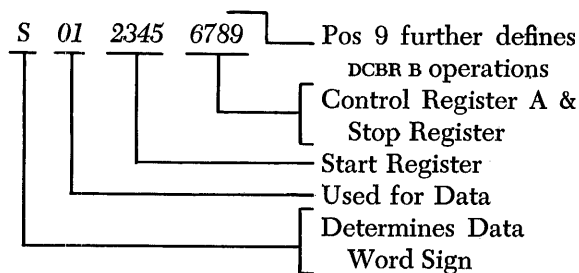 S 01 2345 6789
Pos 9 further defines
DCBR B operations
Control Register A &
Stop Register
Start Register
Used for Data
Determines Data
Word Sign